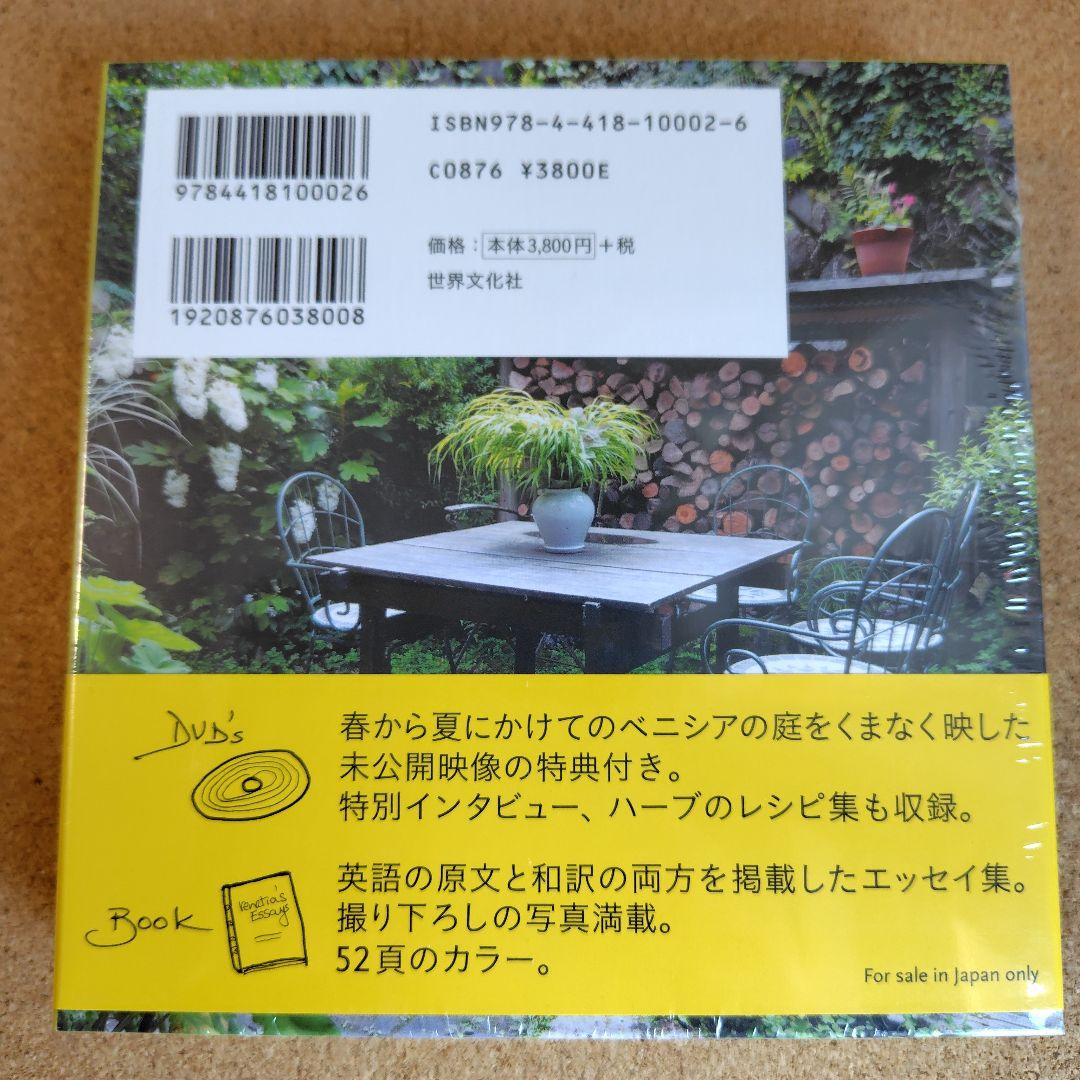 ISBN978-4-418-10002-6
C0876 ¥3800E
9784418100026
価格：本体3,800円+税
世界文化社
1920876038008
DVD's
春から夏にかけてのベニシアの庭をくまなく映した
未公開映像の特典付き。
特別インタビュー、ハーブのレシピ集も収録。
Book
Venetia's
Essays
英語の原文と和訳の両方を掲載したエッセイ集。
撮り下ろしの写真満載。
52頁のカラー。
For sale in Japan only